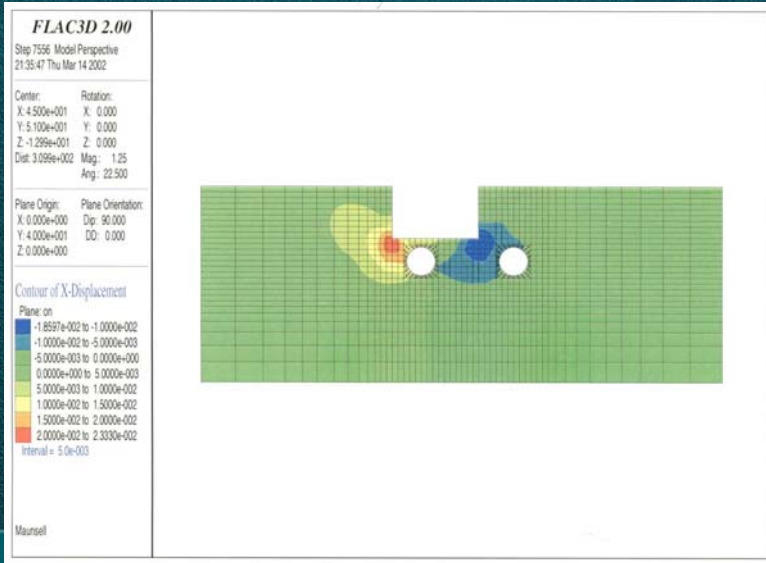 FLAC3D 2.00
Step 7556 Model Perspective
21:35:47 Thu Mar 14 2002
Center: Rotation:
X: 4.500e+001 X: 0.000
Y: 5.100e+001 Y: 0.000
Z: -1.299e+001 Z: 0.000
Dist: 3.099e+002 Mag.: 1.25
Ang.: 22.500
Plane Origin: Plane Orientation:
X: 0.000e+000 Dip: 90.000
Y: 4.000e+001 DD: 0.000
Z: 0.000e+000
Contour of X-Displacement
Plane: on
-1.8597e-002 to -1.0000e-002
-1.0000e-002 to -5.0000e-003
-5.0000e-003 to 0.0000e+000
0.0000e+000 to 5.0000e-003
5.0000e-003 to 1.0000e-002
1.0000e-002 to 1.5000e-002
1.5000e-002 to 2.0000e-002
2.0000e-002 to 2.3330e-002
Interval = 5.0e-003
Maunsell